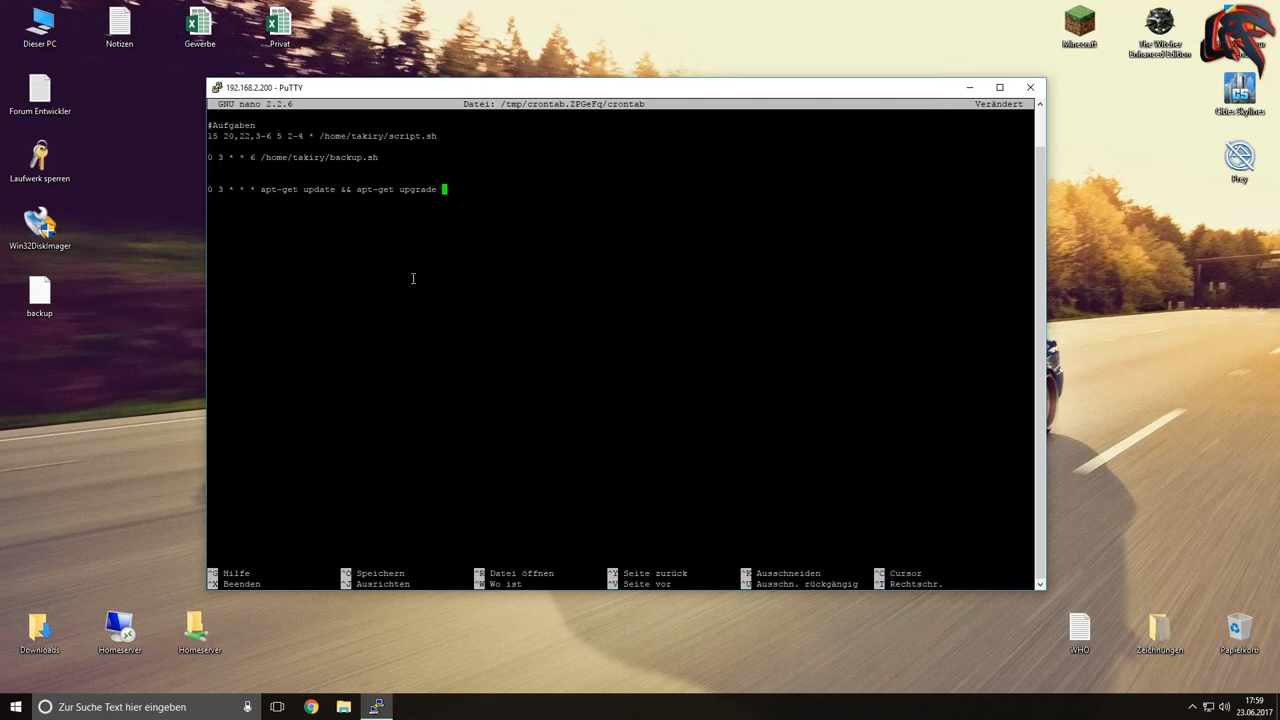 Dieser PC
Notizen
Gewerbe
Privat
Minecraft
The Witcher
Enhanced Edition
Forum Entwickler
Cities Skylines
Laufwerk sperren
Prey
Win32DiskImager
backup
192.168.2.200 - PuTTY
GNU nano 2.2.6 Datei: /tmp/crontab.ZPGeFq/crontab Verändert
#Aufgaben
15 20,22,3-6 5 2-4 * /home/takiry/script.sh
0 3 * * 6 /home/takiry/backup.sh
0 3 * * * apt-get update && apt-get upgrade
^G Hilfe ^O Speichern ^R Datei öffnen ^Y Seite zurück ^K Ausschneiden ^C Cursor
^X Beenden ^J Ausrichten ^W Wo ist ^V Seite vor ^U Ausschn. rückgängig ^T Rechtschr.
Downloads
Homeserver
Homeserver
WHO
Zeichnungen
Papierkorb
Zur Suche Text hier eingeben
17:59
23.06.2017